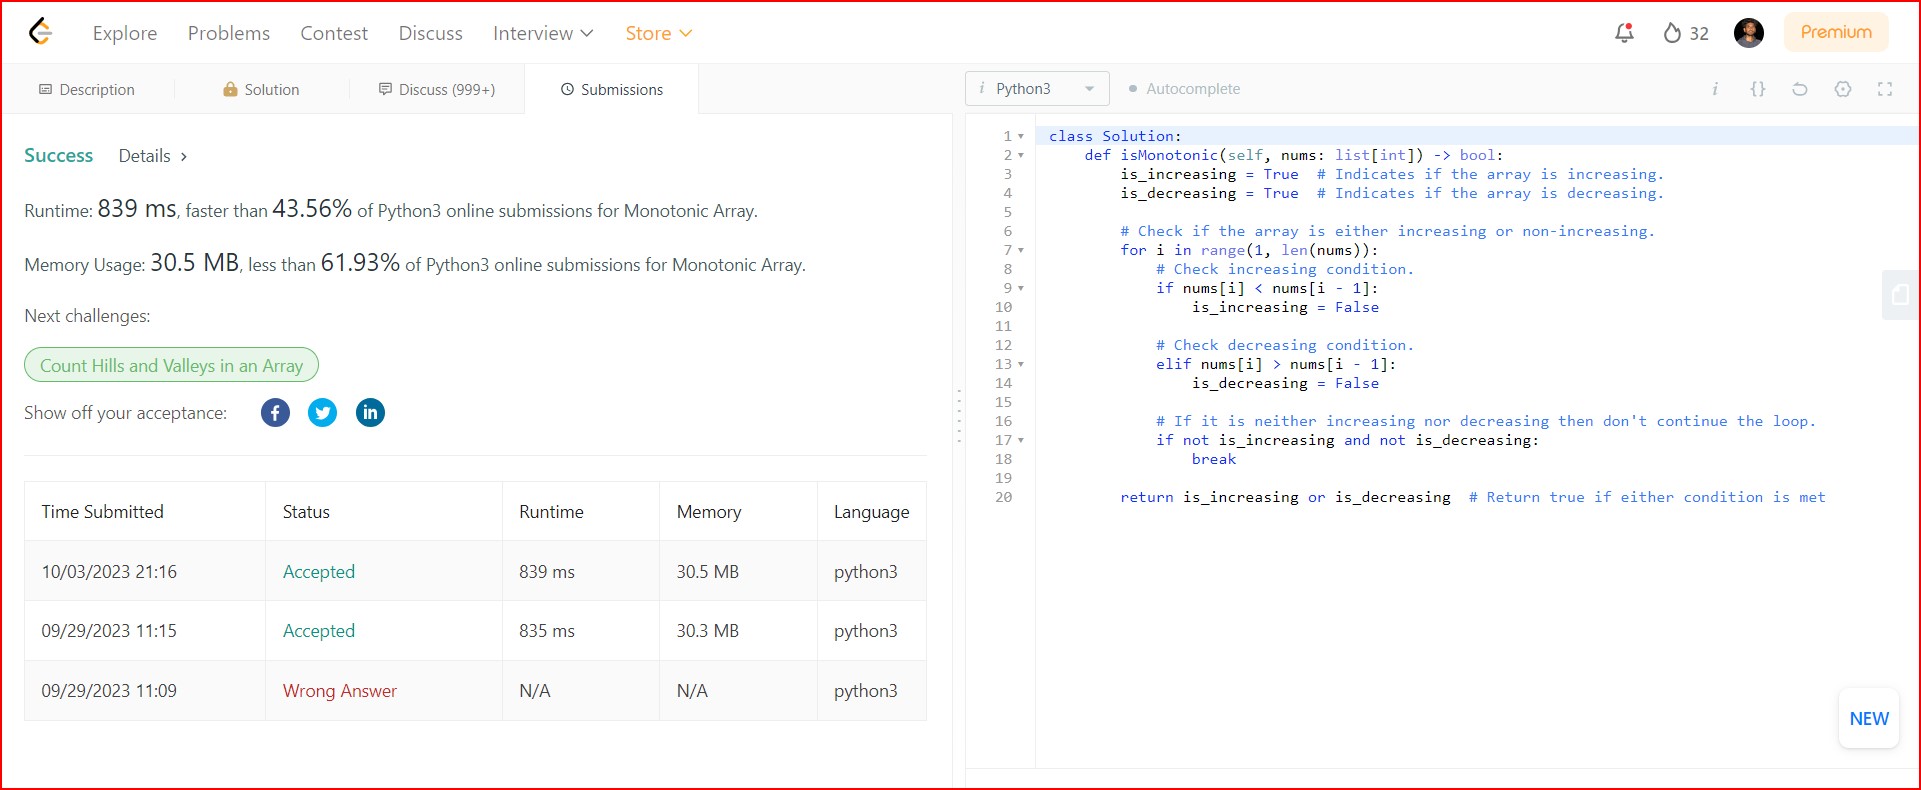 Explore Problems Contest Discuss Interview Store 32 Premium
Description Solution Discuss (999+) Submissions
Success Details
Runtime: 839 ms, faster than 43.56% of Python3 online submissions for Monotonic Array.
Memory Usage: 30.5 MB, less than 61.93% of Python3 online submissions for Monotonic Array.
Next challenges:
Count Hills and Valleys in an Array
Show off your acceptance:
Time Submitted Status Runtime Memory Language
10/03/2023 21:16 Accepted 839 ms 30.5 MB python3
09/29/2023 11:15 Accepted 835 ms 30.3 MB python3
09/29/2023 11:09 Wrong Answer N/A N/A python3
i Python3 Autocomplete i {}
1 class Solution:
2     def isMonotonic(self, nums: list[int]) -> bool:
3         is_increasing = True  # Indicates if the array is increasing.
4         is_decreasing = True  # Indicates if the array is decreasing.
5
6         # Check if the array is either increasing or non-increasing.
7         for i in range(1, len(nums)):
8             # Check increasing condition.
9             if nums[i] < nums[i - 1]:
10                 is_increasing = False
11
12             # Check decreasing condition.
13             elif nums[i] > nums[i - 1]:
14                 is_decreasing = False
15
16             # If it is neither increasing nor decreasing then don't continue the loop.
17             if not is_increasing and not is_decreasing:
18                 break
19
20         return is_increasing or is_decreasing  # Return true if either condition is met
NEW